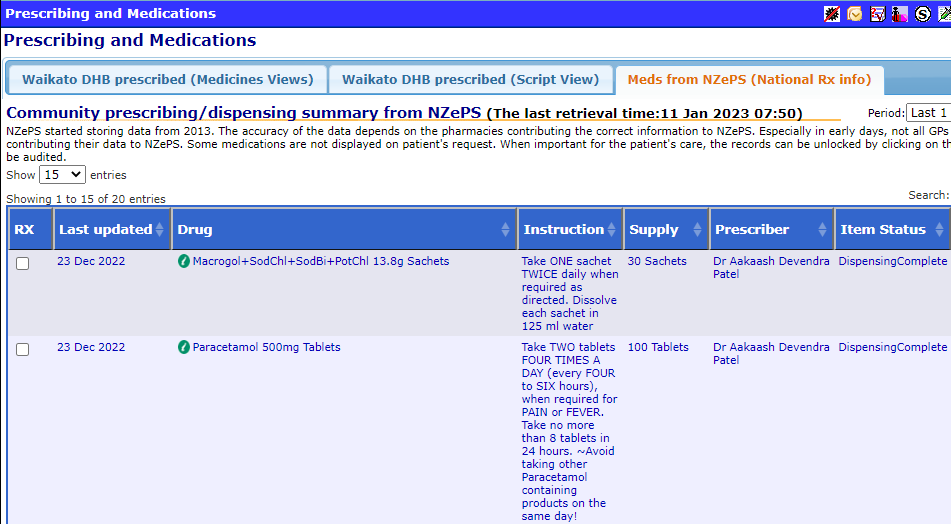 Prescribing and Medications
Prescribing and Medications
Waikato DHB prescribed (Medicines Views)
Waikato DHB prescribed (Script View)
Meds from NZePS (National Rx info)
Community prescribing/dispensing summary from NZePS (The last retrieval time:11 Jan 2023 07:50)
Period: Last 1
NZePS started storing data from 2013. The accuracy of the data depends on the pharmacies contributing the correct information to NZePS. Especially in early days, not all GPs
contributing their data to NZePS. Some medications are not displayed on patient's request. When important for the patient's care, the records can be unlocked by clicking on th
be audited.
Show 15 entries
Showing 1 to 15 of 20 entries
Search:
RX Last updated Drug Instruction Supply Prescriber Item Status
23 Dec 2022
Macrogol+SodChl+SodBi+PotChl 13.8g Sachets
Take ONE sachet
TWICE daily when
required as
directed. Dissolve
each sachet in
125 ml water
30 Sachets
Dr Aakaash Devendra
Patel
DispensingComplete
23 Dec 2022
Paracetamol 500mg Tablets
Take TWO tablets
FOUR TIMES A
DAY (every FOUR
to SIX hours),
when required for
PAIN or FEVER.
Take no more
than 8 tablets in
24 hours. ~Avoid
taking other
Paracetamol
containing
products on the
same day!
100 Tablets
Dr Aakaash Devendra
Patel
DispensingComplete